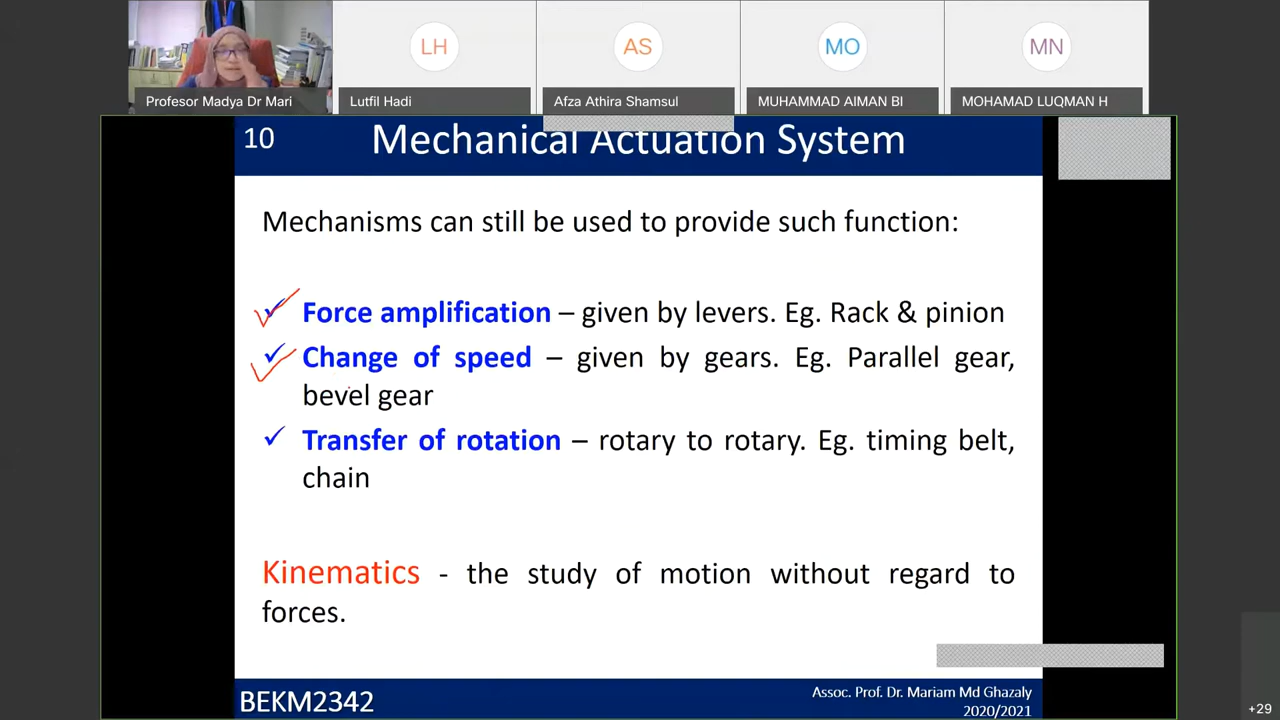 LH
AS
MO
MN
Profesor Madya Dr Mari
Lutfil Hadi
Afza Athira Shamsul
MUHAMMAD AIMAN BI
MOHAMAD LUQMAN H
10
Mechanical Actuation System
Mechanisms can still be used to provide such function:
✓ Force amplification – given by levers. Eg. Rack & pinion
✓ Change of speed – given by gears. Eg. Parallel gear,
bevel gear
✓ Transfer of rotation – rotary to rotary. Eg. timing belt,
chain
Kinematics - the study of motion without regard to
forces.
BEKM2342
Assoc. Prof. Dr. Mariam Md Ghazaly
2020/2021
+29